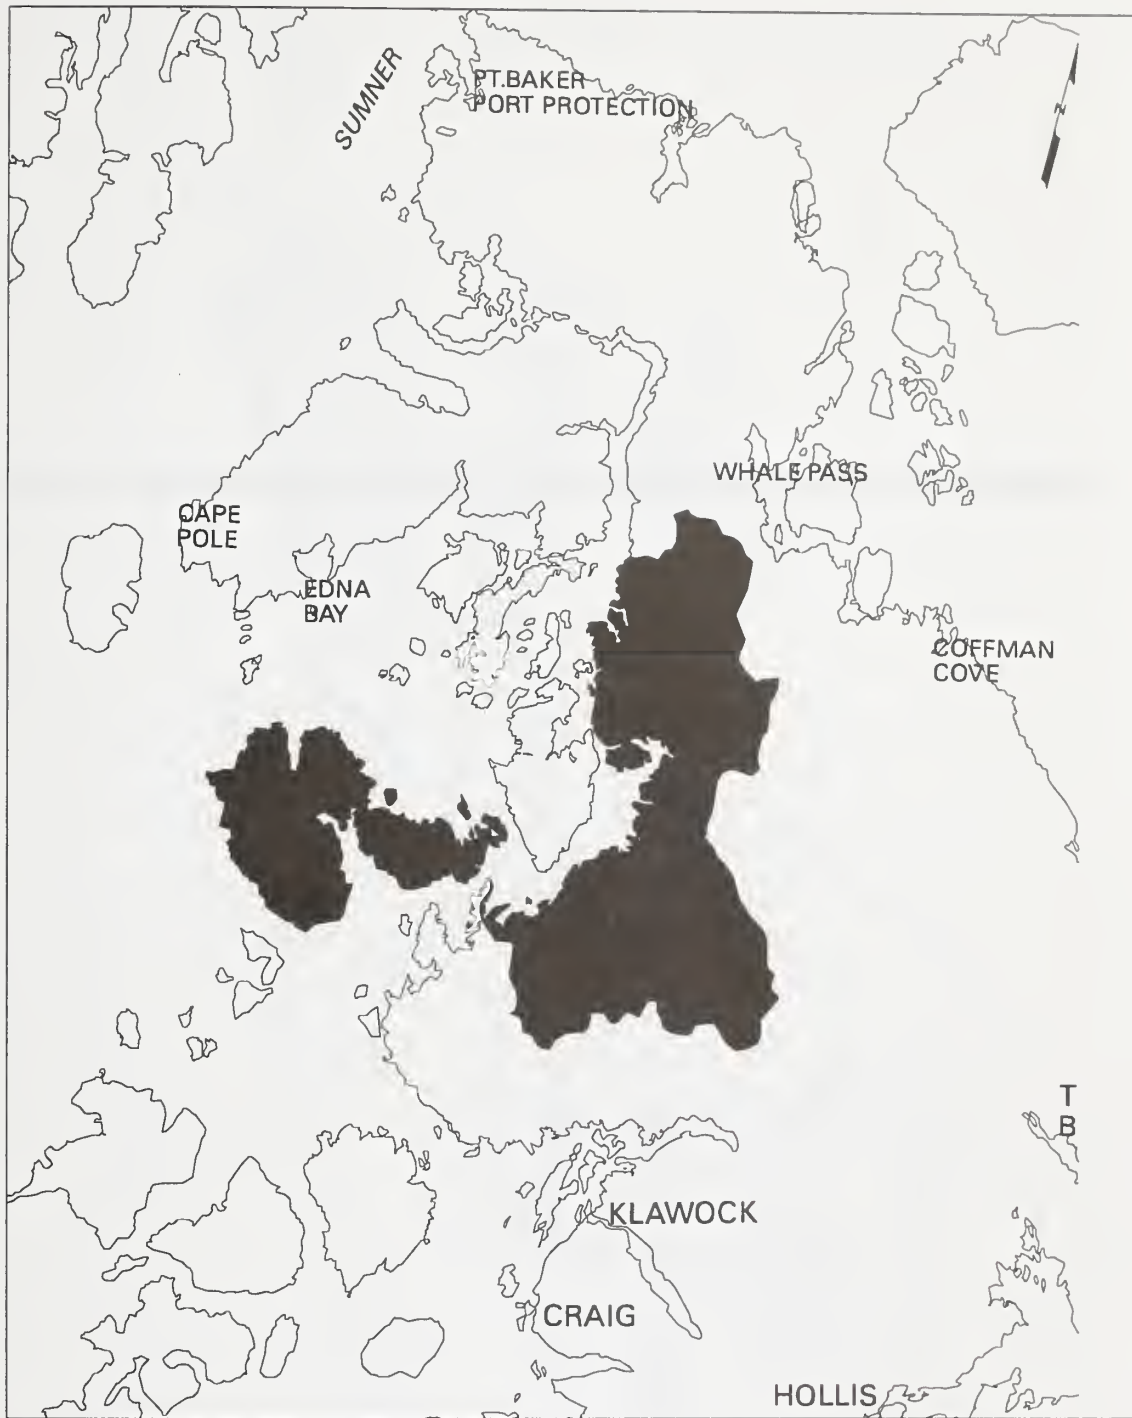 SUMNER
PT.BAKER
PORT PROTECTION
N
WHALE PASS
CAPE
POLE
EDNA
BAY
COFFMAN
COVE
T
B
KLAWOCK
CRAIG
HOLLIS